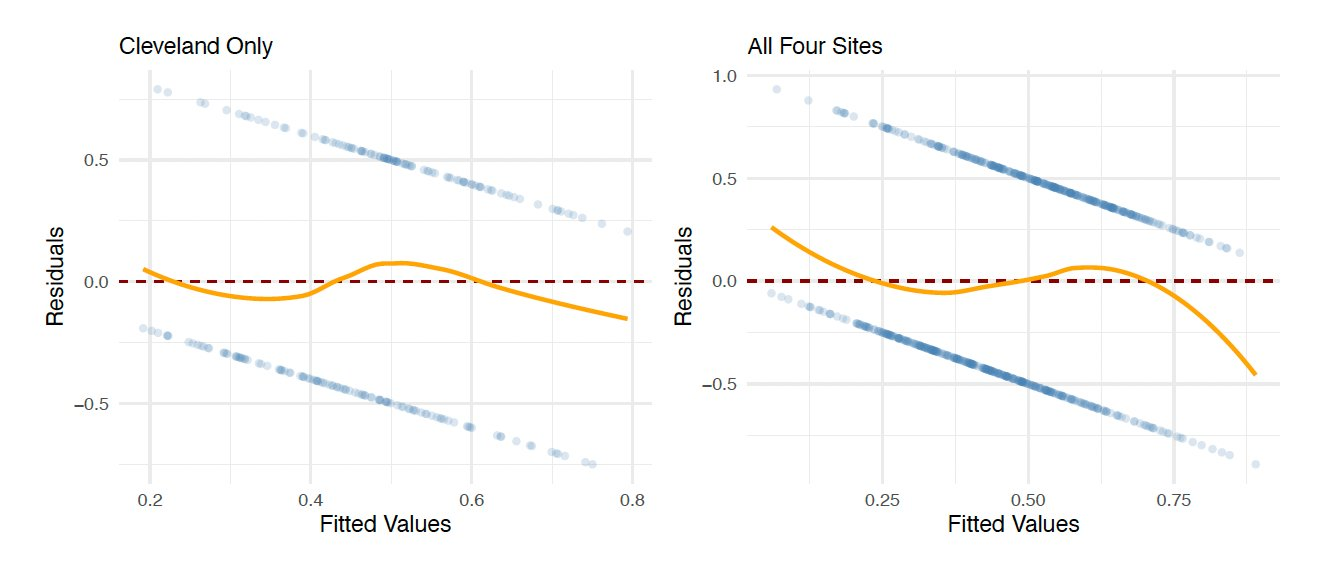 Cleveland Only
Residuals
0.5
0.0
−0.5
0.2 0.4 0.6 0.8
Fitted Values
All Four Sites
Residuals
1.0
0.5
0.0
−0.5
0.25 0.50 0.75
Fitted Values